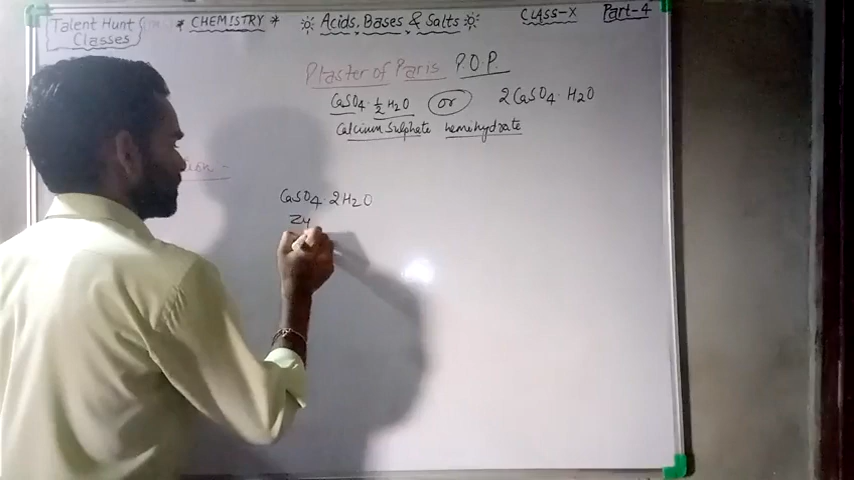 Talent Hunt * CHEMISTRY * Acids, Bases & Salts CLASS-X Part-4
Classes
Plaster of Paris P.O.P.
CaSO4·½H2O or 2CaSO4·H2O
Calcium Sulphate hemihydrate
CaSO4·2H2O
Zy